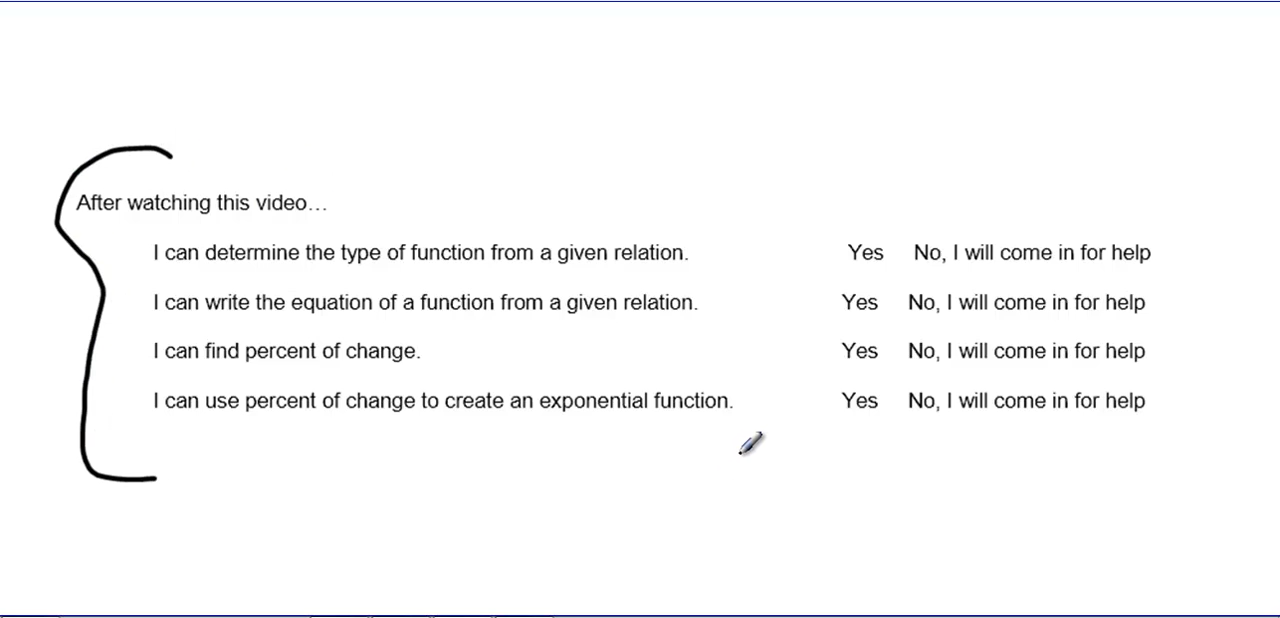 After watching this video…
I can determine the type of function from a given relation. Yes No, I will come in for help
I can write the equation of a function from a given relation. Yes No, I will come in for help
I can find percent of change. Yes No, I will come in for help
I can use percent of change to create an exponential function. Yes No, I will come in for help